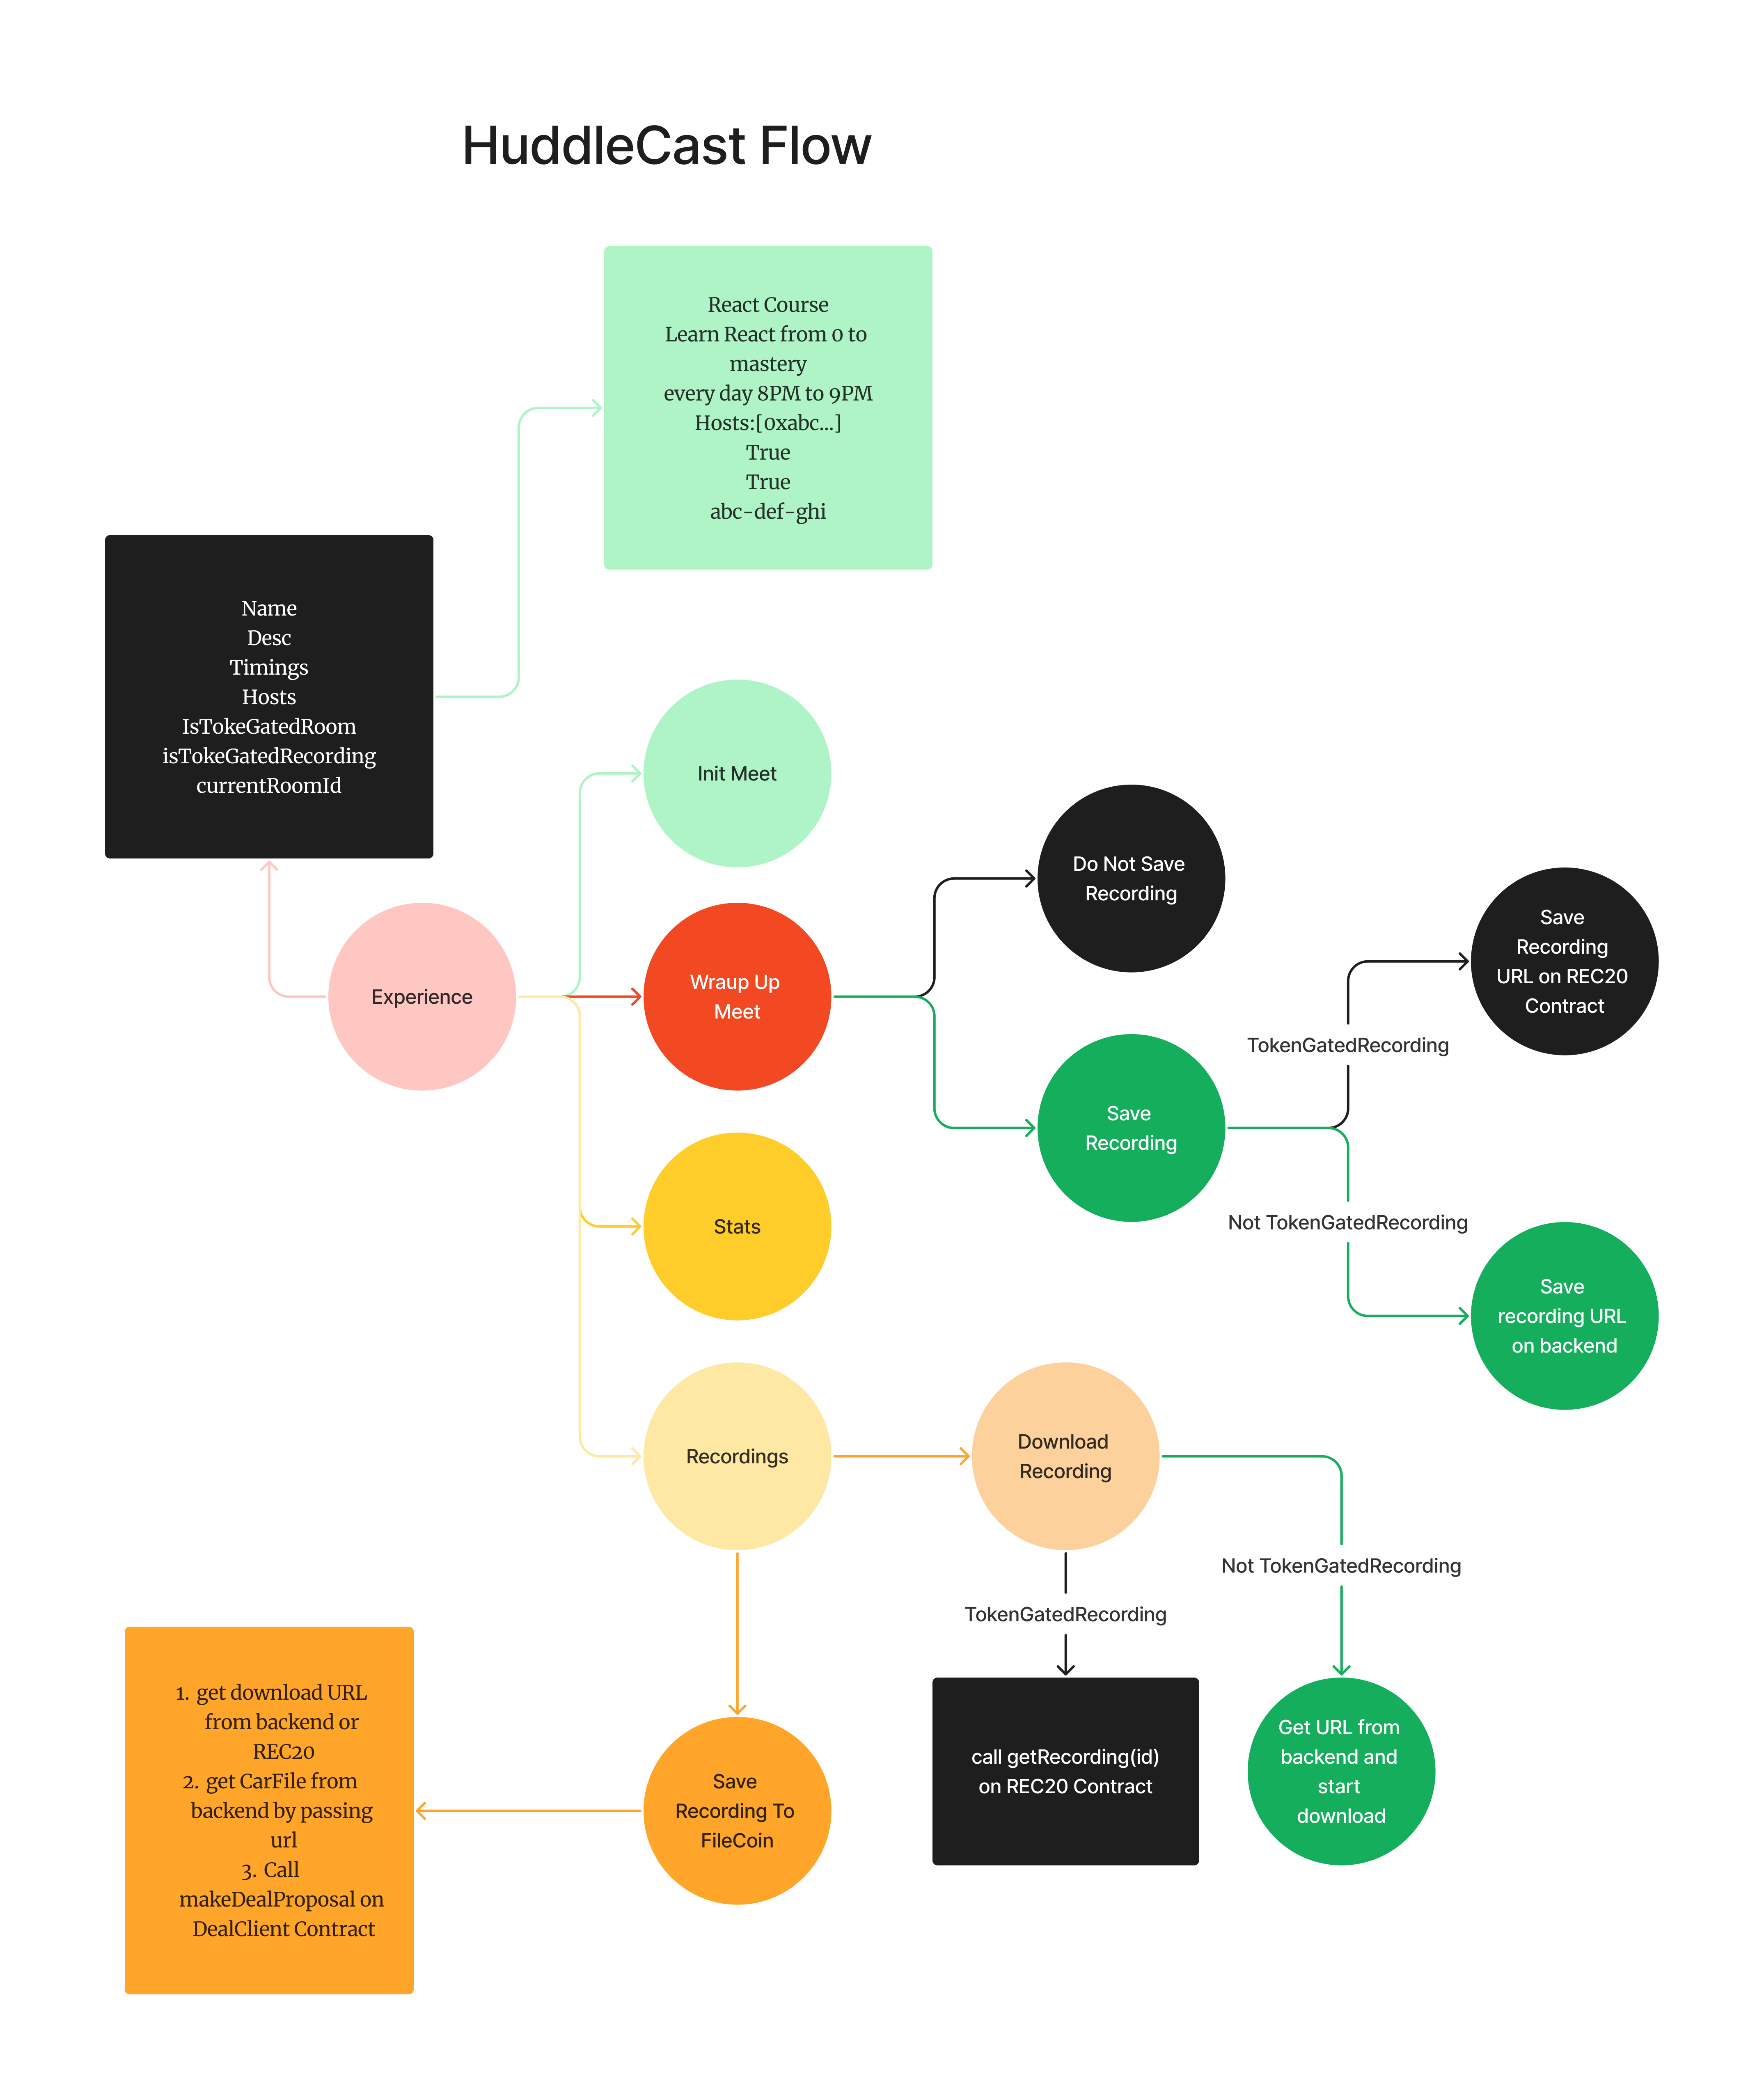 HuddleCast Flow
React Course
Learn React from 0 to
mastery
every day 8PM to 9PM
Hosts:[0xabc...]
True
True
abc-def-ghi
Name
Desc
Timings
Hosts
IsTokeGatedRoom
isTokeGatedRecording
currentRoomId
Init Meet
Do Not Save
Recording
Save
Recording
URL on REC20
Contract
Experience
Wraup Up
Meet
TokenGatedRecording
Save
Recording
Stats
Not TokenGatedRecording
Save
recording URL
on backend
Recordings
Download
Recording
Not TokenGatedRecording
TokenGatedRecording
1. get download URL
from backend or
REC20
2. get CarFile from
backend by passing
url
3. Call
makeDealProposal on
DealClient Contract
Save
Recording To
FileCoin
call getRecording(id)
on REC20 Contract
Get URL from
backend and
start
download